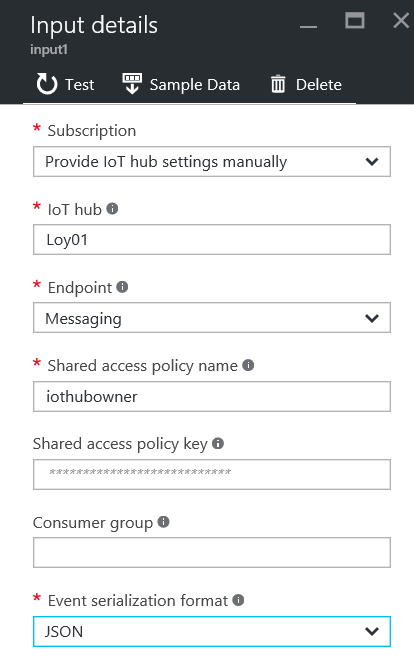 Input details
input1
Test Sample Data Delete
* Subscription
Provide IoT hub settings manually
* IoT hub
Loy01
* Endpoint
Messaging
* Shared access policy name
iothubowner
Shared access policy key
****************************
Consumer group
* Event serialization format
JSON